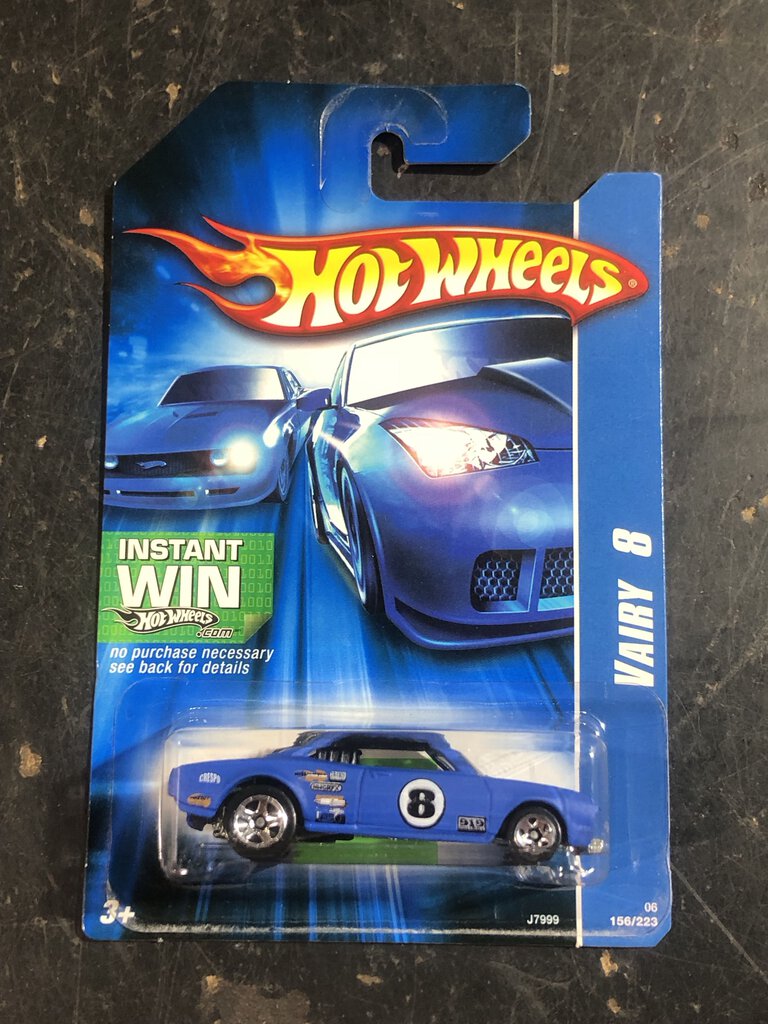 HOT WHEELS®
INSTANT
WIN
HOT WHEELS
.COM
no purchase necessary
see back for details
VAIRY 8
CRESPO
8
3+
J7999
06
156/223